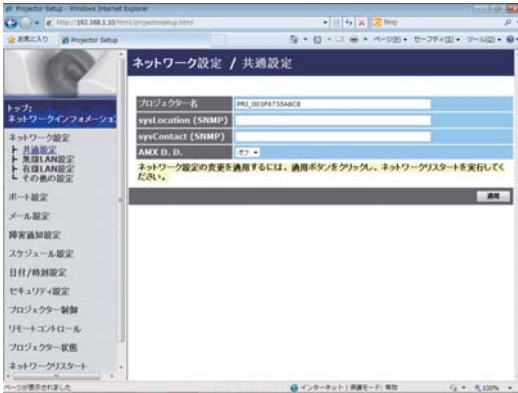 Projector Setup - Windows Internet Explorer
http://192.168.1.10/html/projectorsetup.html
Bing
お気に入り
Projector Setup
ページ(P)
セーフティ(S)
ツール(O)
ネットワーク設定 / 共通設定
トップ:
ネットワークインフォメーション
ネットワーク設定
共通設定
無線LAN設定
有線LAN設定
その他の設定
ポート設定
メール設定
障害通知設定
スケジュール設定
日付/時刻設定
セキュリティ設定
プロジェクター制御
リモートコントロール
プロジェクター状態
ネットワークリスタート
プロジェクター名
PRJ_001F6735A8CB
sysLocation (SNMP)
sysContact (SNMP)
AMX D. D.
オフ
ネットワーク設定の変更を適用するには、適用ボタンをクリックし、ネットワークリスタートを実行してく
ださい。
適用
ページが表示されました
インターネット | 保護モード: 有効
100%